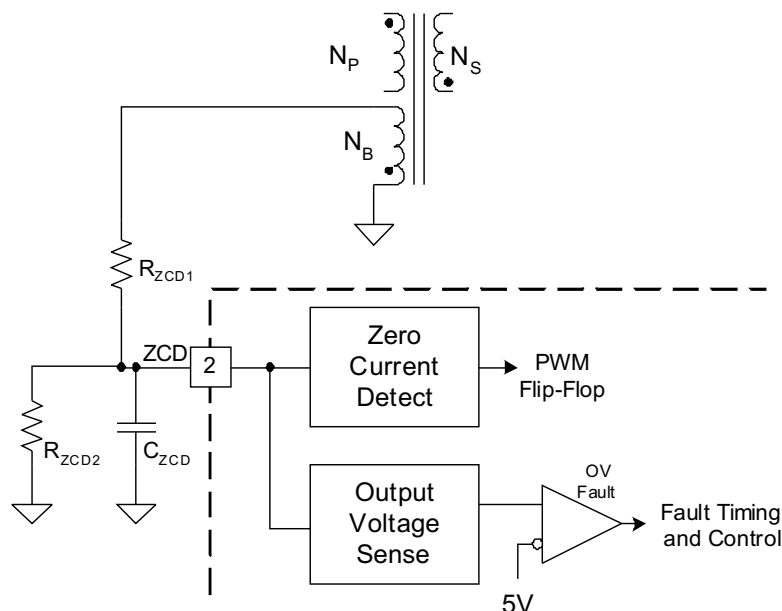 N_P
N_S
N_B
R_ZCD1
ZCD
2
Zero
Current
Detect
PWM
Flip-Flop
R_ZCD2
C_ZCD
Output
Voltage
Sense
OV
Fault
Fault Timing
and Control
5V